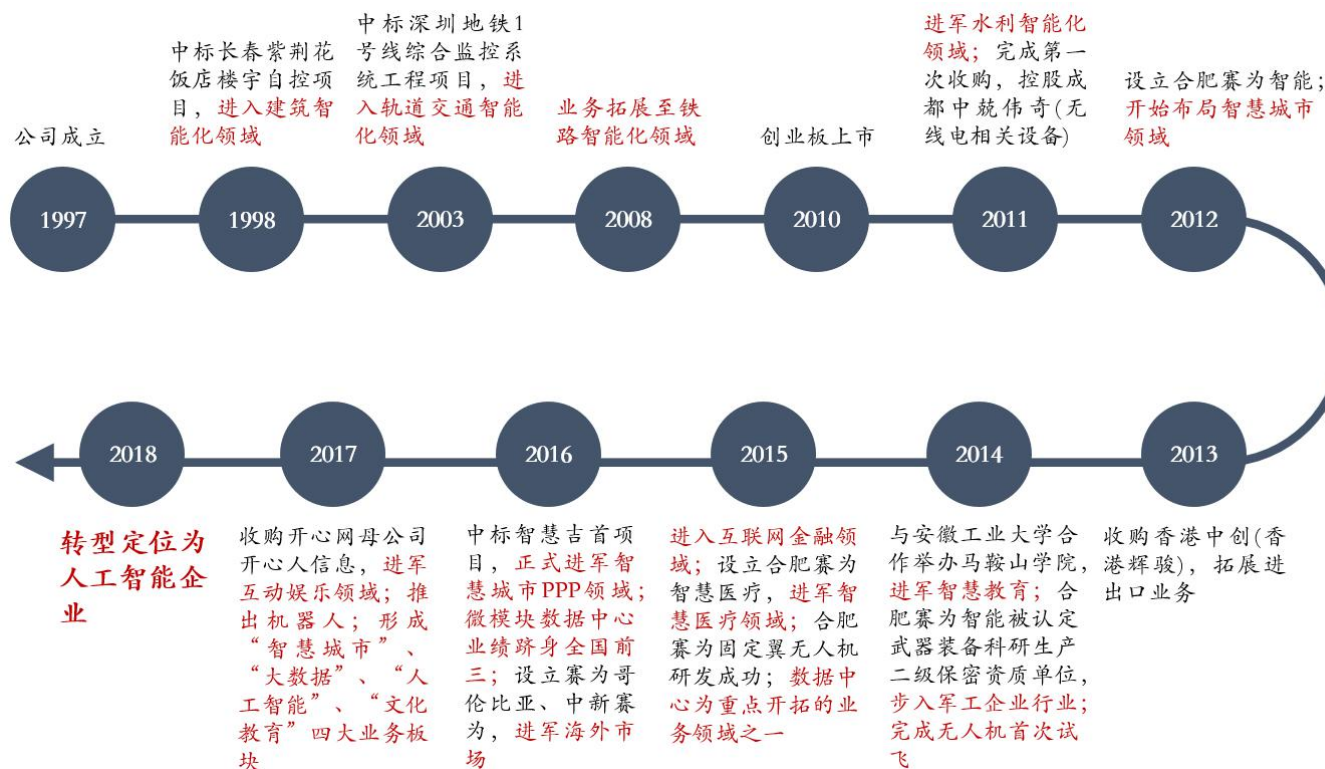 公司成立
中标长春紫荆花
饭店楼宇自控项
目，进入建筑智
能化领域
中标深圳地铁1
号线综合监控系
统工程项目，进
入轨道交通智能
化领域
业务拓展至铁
路智能化领域
创业板上市
进军水利智能化
领域；完成第一
次收购，控股成
都中兢伟奇(无
线电相关设备)
设立合肥赛为智能；
开始布局智慧城市
领域
1997
1998
2003
2008
2010
2011
2012
2018
2017
2016
2015
2014
2013
转型定位为
人工智能企
业
收购开心网母公司
开心人信息，进军
互动娱乐领域；推
出机器人；形成
“智慧城市”、
“大数据”、“人
工智能”、“文化
教育”四大业务板
块
中标智慧吉首项
目，正式进军智
慧城市PPP领域；
微模块数据中心
业绩跻身全国前
三；设立赛为哥
伦比亚、中新赛
为，进军海外市
场
进入互联网金融领
域；设立合肥赛为
智慧医疗，进军智
慧医疗领域；合肥
赛为固定翼无人机
研发成功；数据中
心为重点开拓的业
务领域之一
与安徽工业大学合
作举办马鞍山学院，
进军智慧教育；合
肥赛为智能被认定
武器装备科研生产
二级保密资质单位，
步入军工企业行业；
完成无人机首次试
飞
收购香港中创(香
港辉骏)，拓展进
出口业务